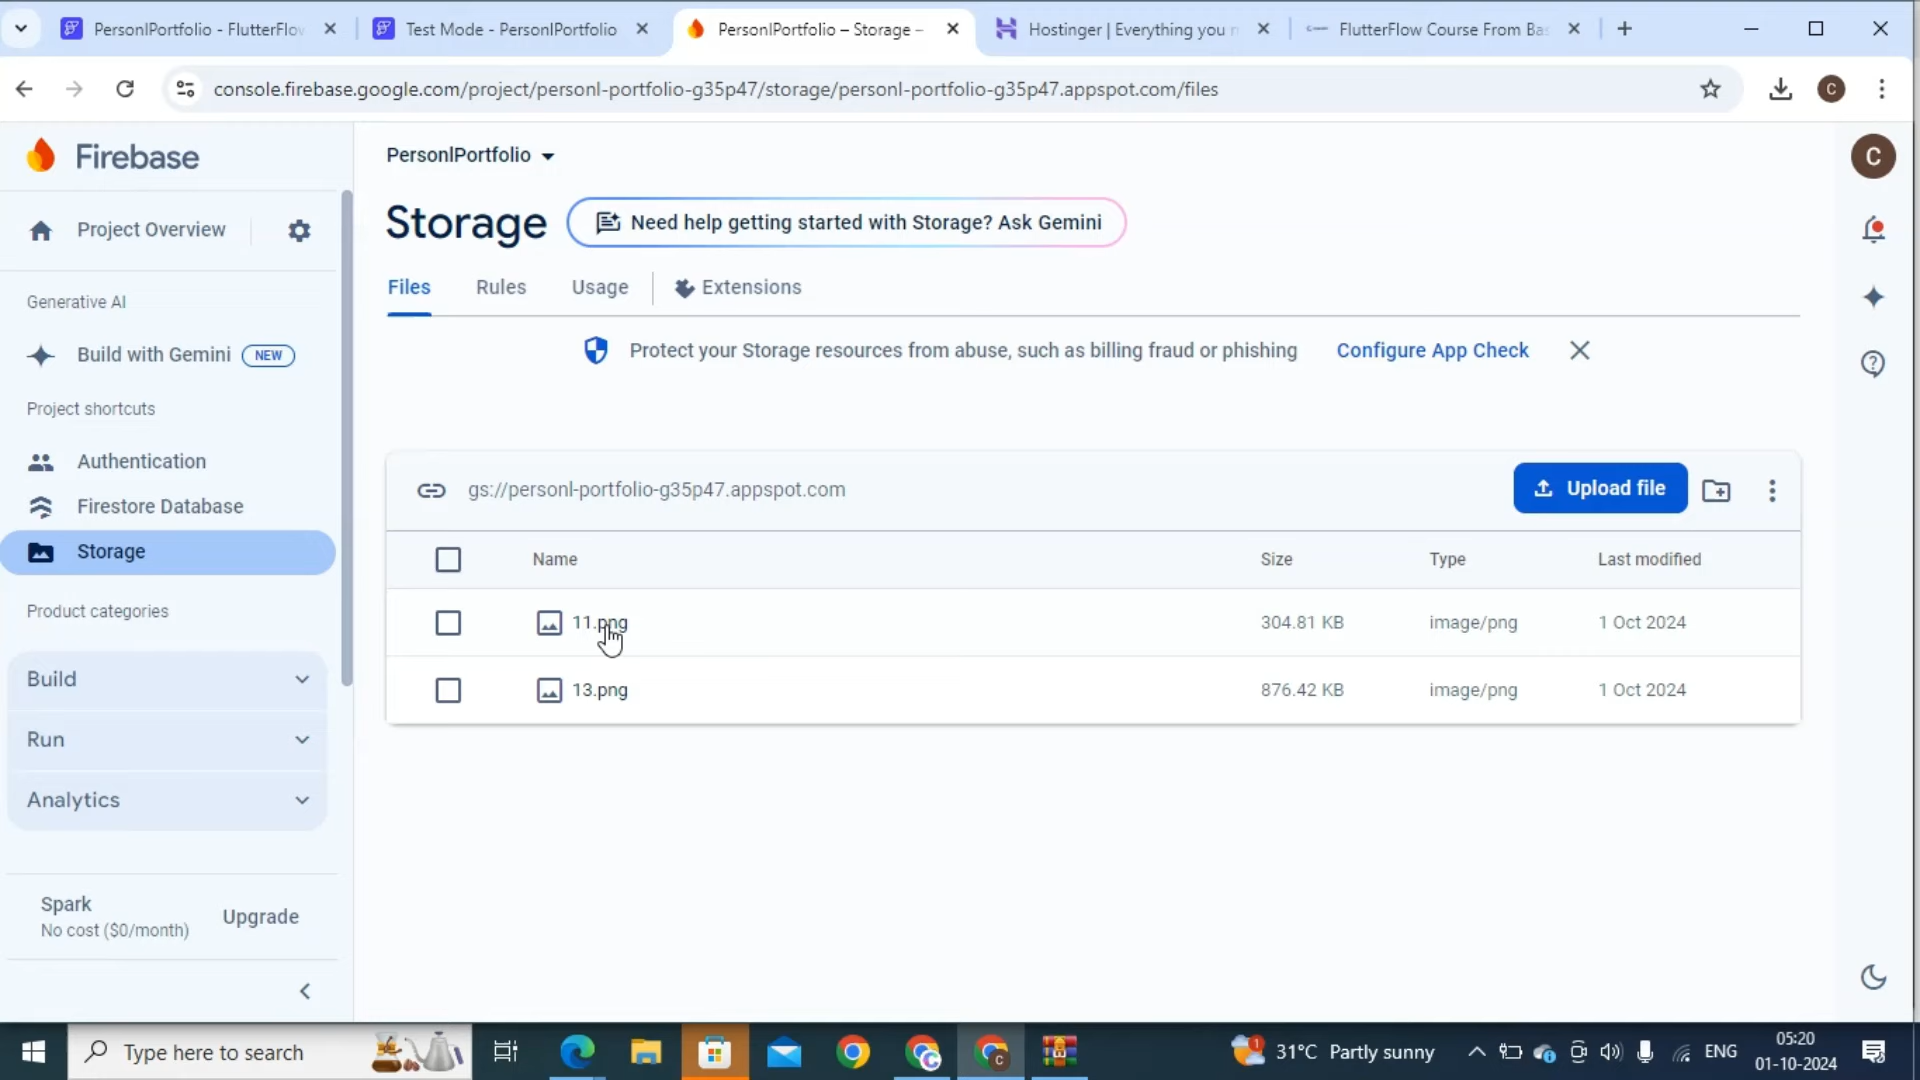 PersonlPortfolio - FlutterFlow
Test Mode - PersonlPortfolio
PersonlPortfolio – Storage –
Hostinger | Everything you n
FlutterFlow Course From Bas
console.firebase.google.com/project/personl-portfolio-g35p47/storage/personl-portfolio-g35p47.appspot.com/files
C
Firebase
PersonlPortfolio
C
Project Overview
Storage
Need help getting started with Storage? Ask Gemini
Generative AI
Files
Rules
Usage
Extensions
Build with Gemini
NEW
Protect your Storage resources from abuse, such as billing fraud or phishing
Configure App Check
Project shortcuts
Authentication
Firestore Database
Storage
gs://personl-portfolio-g35p47.appspot.com
Upload file
Name
Size
Type
Last modified
Product categories
11.png
304.81 KB
image/png
1 Oct 2024
Build
13.png
876.42 KB
image/png
1 Oct 2024
Run
Analytics
Spark
No cost ($0/month)
Upgrade
Type here to search
1
31°C Partly sunny
ENG
05:20
01-10-2024